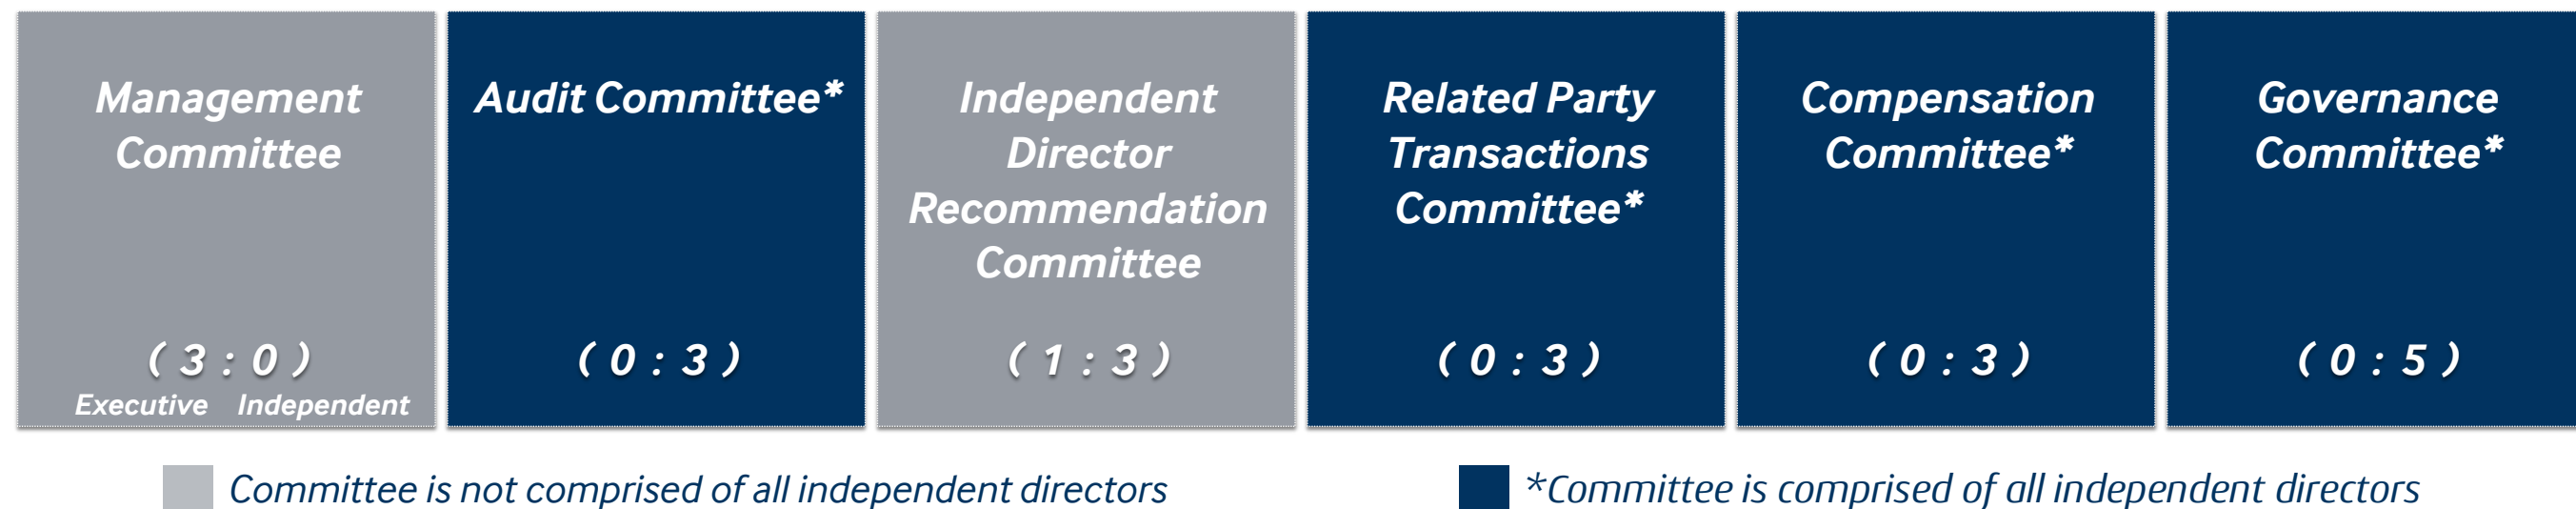 Management
Committee
( 3 : 0 )
Executive Independent
Audit Committee*
( 0 : 3 )
Independent
Director
Recommendation
Committee
( 1 : 3 )
Related Party
Transactions
Committee*
( 0 : 3 )
Compensation
Committee*
( 0 : 3 )
Governance
Committee*
( 0 : 5 )
Committee is not comprised of all independent directors
*Committee is comprised of all independent directors